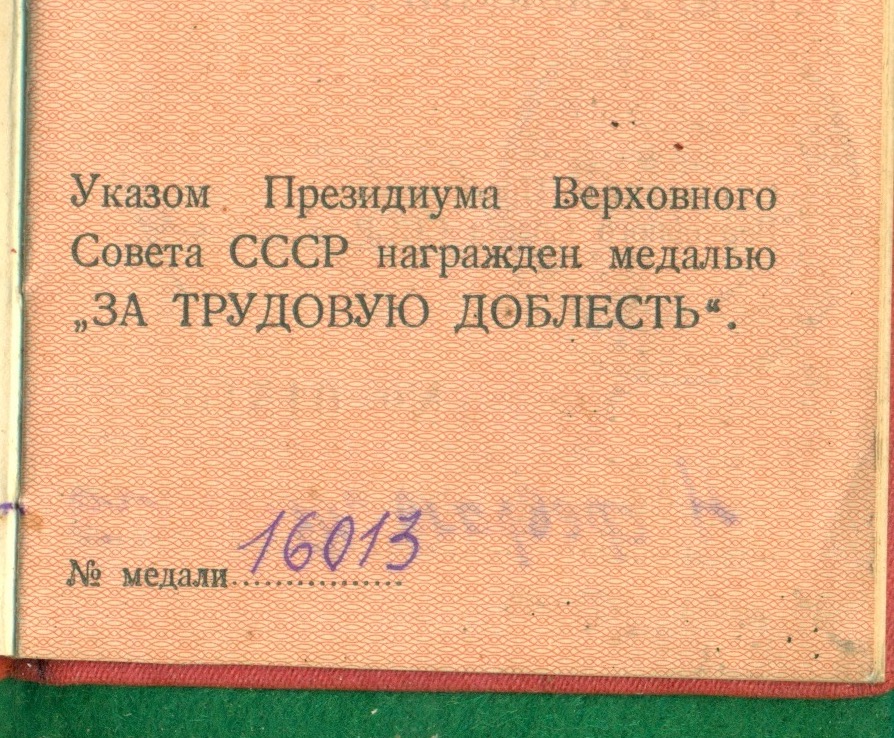 Указом Президиума Верховного
Совета СССР награжден медалью
„ЗА ТРУДОВУЮ ДОБЛЕСТЬ“.
№ медали 16013